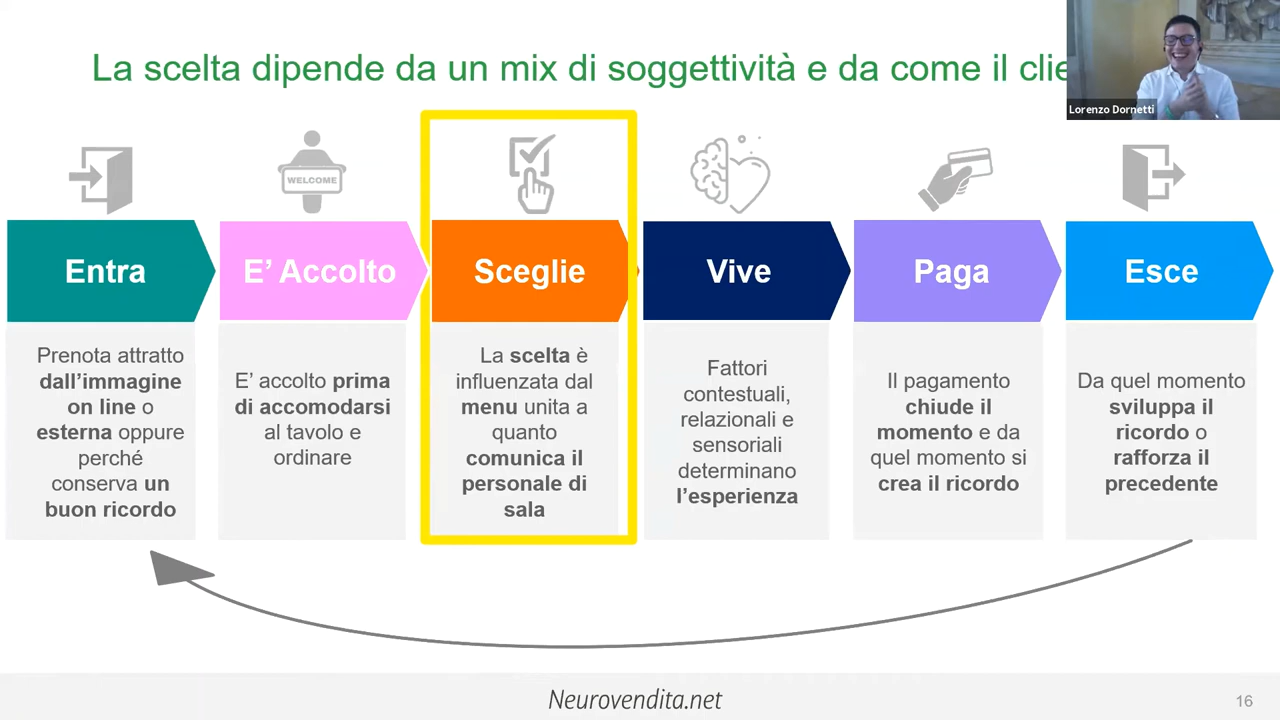 La scelta dipende da un mix di soggettività e da come il clie
Lorenzo Dornetti
WELCOME
Entra
E' Accolto
Sceglie
Vive
Paga
Esce
Prenota attratto
dall'immagine
on line o
esterna oppure
perché
conserva un
buon ricordo
E' accolto prima
di accomodarsi
al tavolo e
ordinare
La scelta è
influenzata dal
menu unita a
quanto
comunica il
personale di
sala
Fattori
contestuali,
relazionali e
sensoriali
determinano
l'esperienza
Il pagamento
chiude il
momento e da
quel momento si
crea il ricordo
Da quel momento
sviluppa il
ricordo o
rafforza il
precedente
Neurovendita.net
16